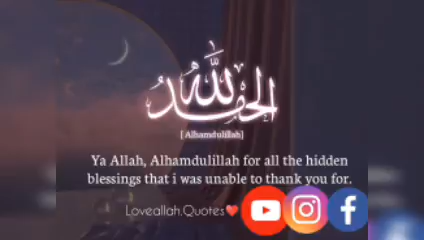 الحمد لله
[Alhamdulillah]
Ya Allah, Alhamdulillah for all the hidden
blessings that i was unable to thank you for.
Loveallah.Quotes❤️